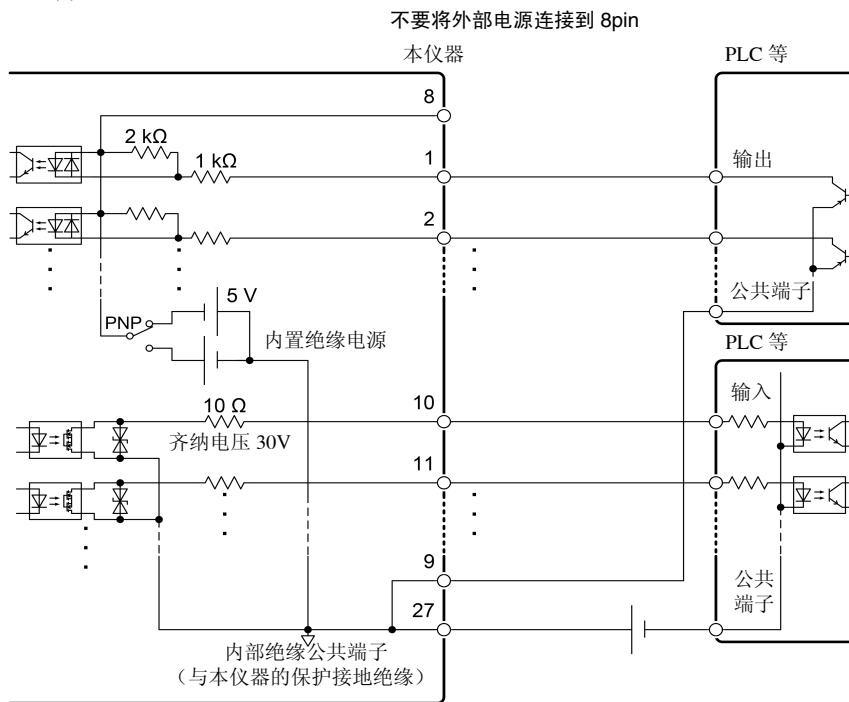 不要将外部电源连接到 8pin
本仪器
PLC 等
8
2 kΩ
1 kΩ
1
输出
2
公共端子
5 V
PNP
内置绝缘电源
PLC 等
10 Ω
10
输入
齐纳电压 30V
11
9
公共
端子
27
内部绝缘公共端子
（与本仪器的保护接地绝缘）